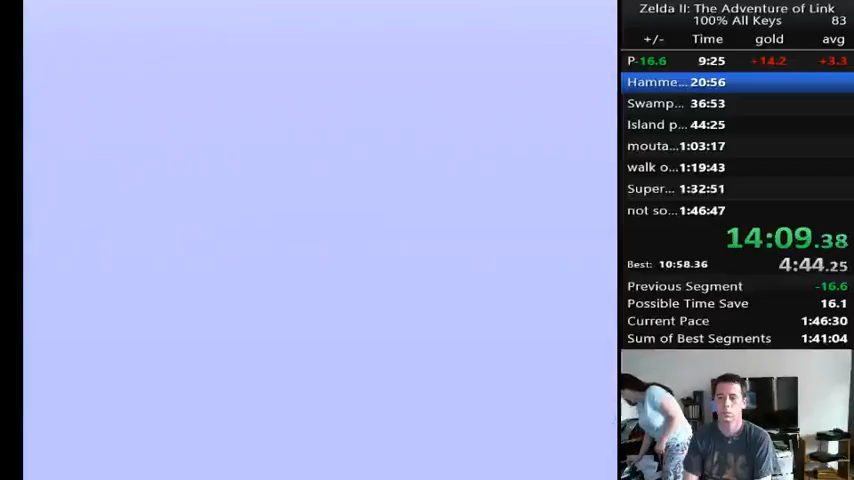 Zelda II: The Adventure of Link
100% All Keys 83
+/- Time gold avg
P-16.6 9:25 +14.2 +3.3
Hamme... 20:56
Swamp... 36:53
Island p... 44:25
mouta... 1:03:17
walk o... 1:19:43
Super... 1:32:51
not so... 1:46:47
14:09.38
Best: 10:58.36 4:44.25
Previous Segment -16.6
Possible Time Save 16.1
Current Pace 1:46:30
Sum of Best Segments 1:41:04